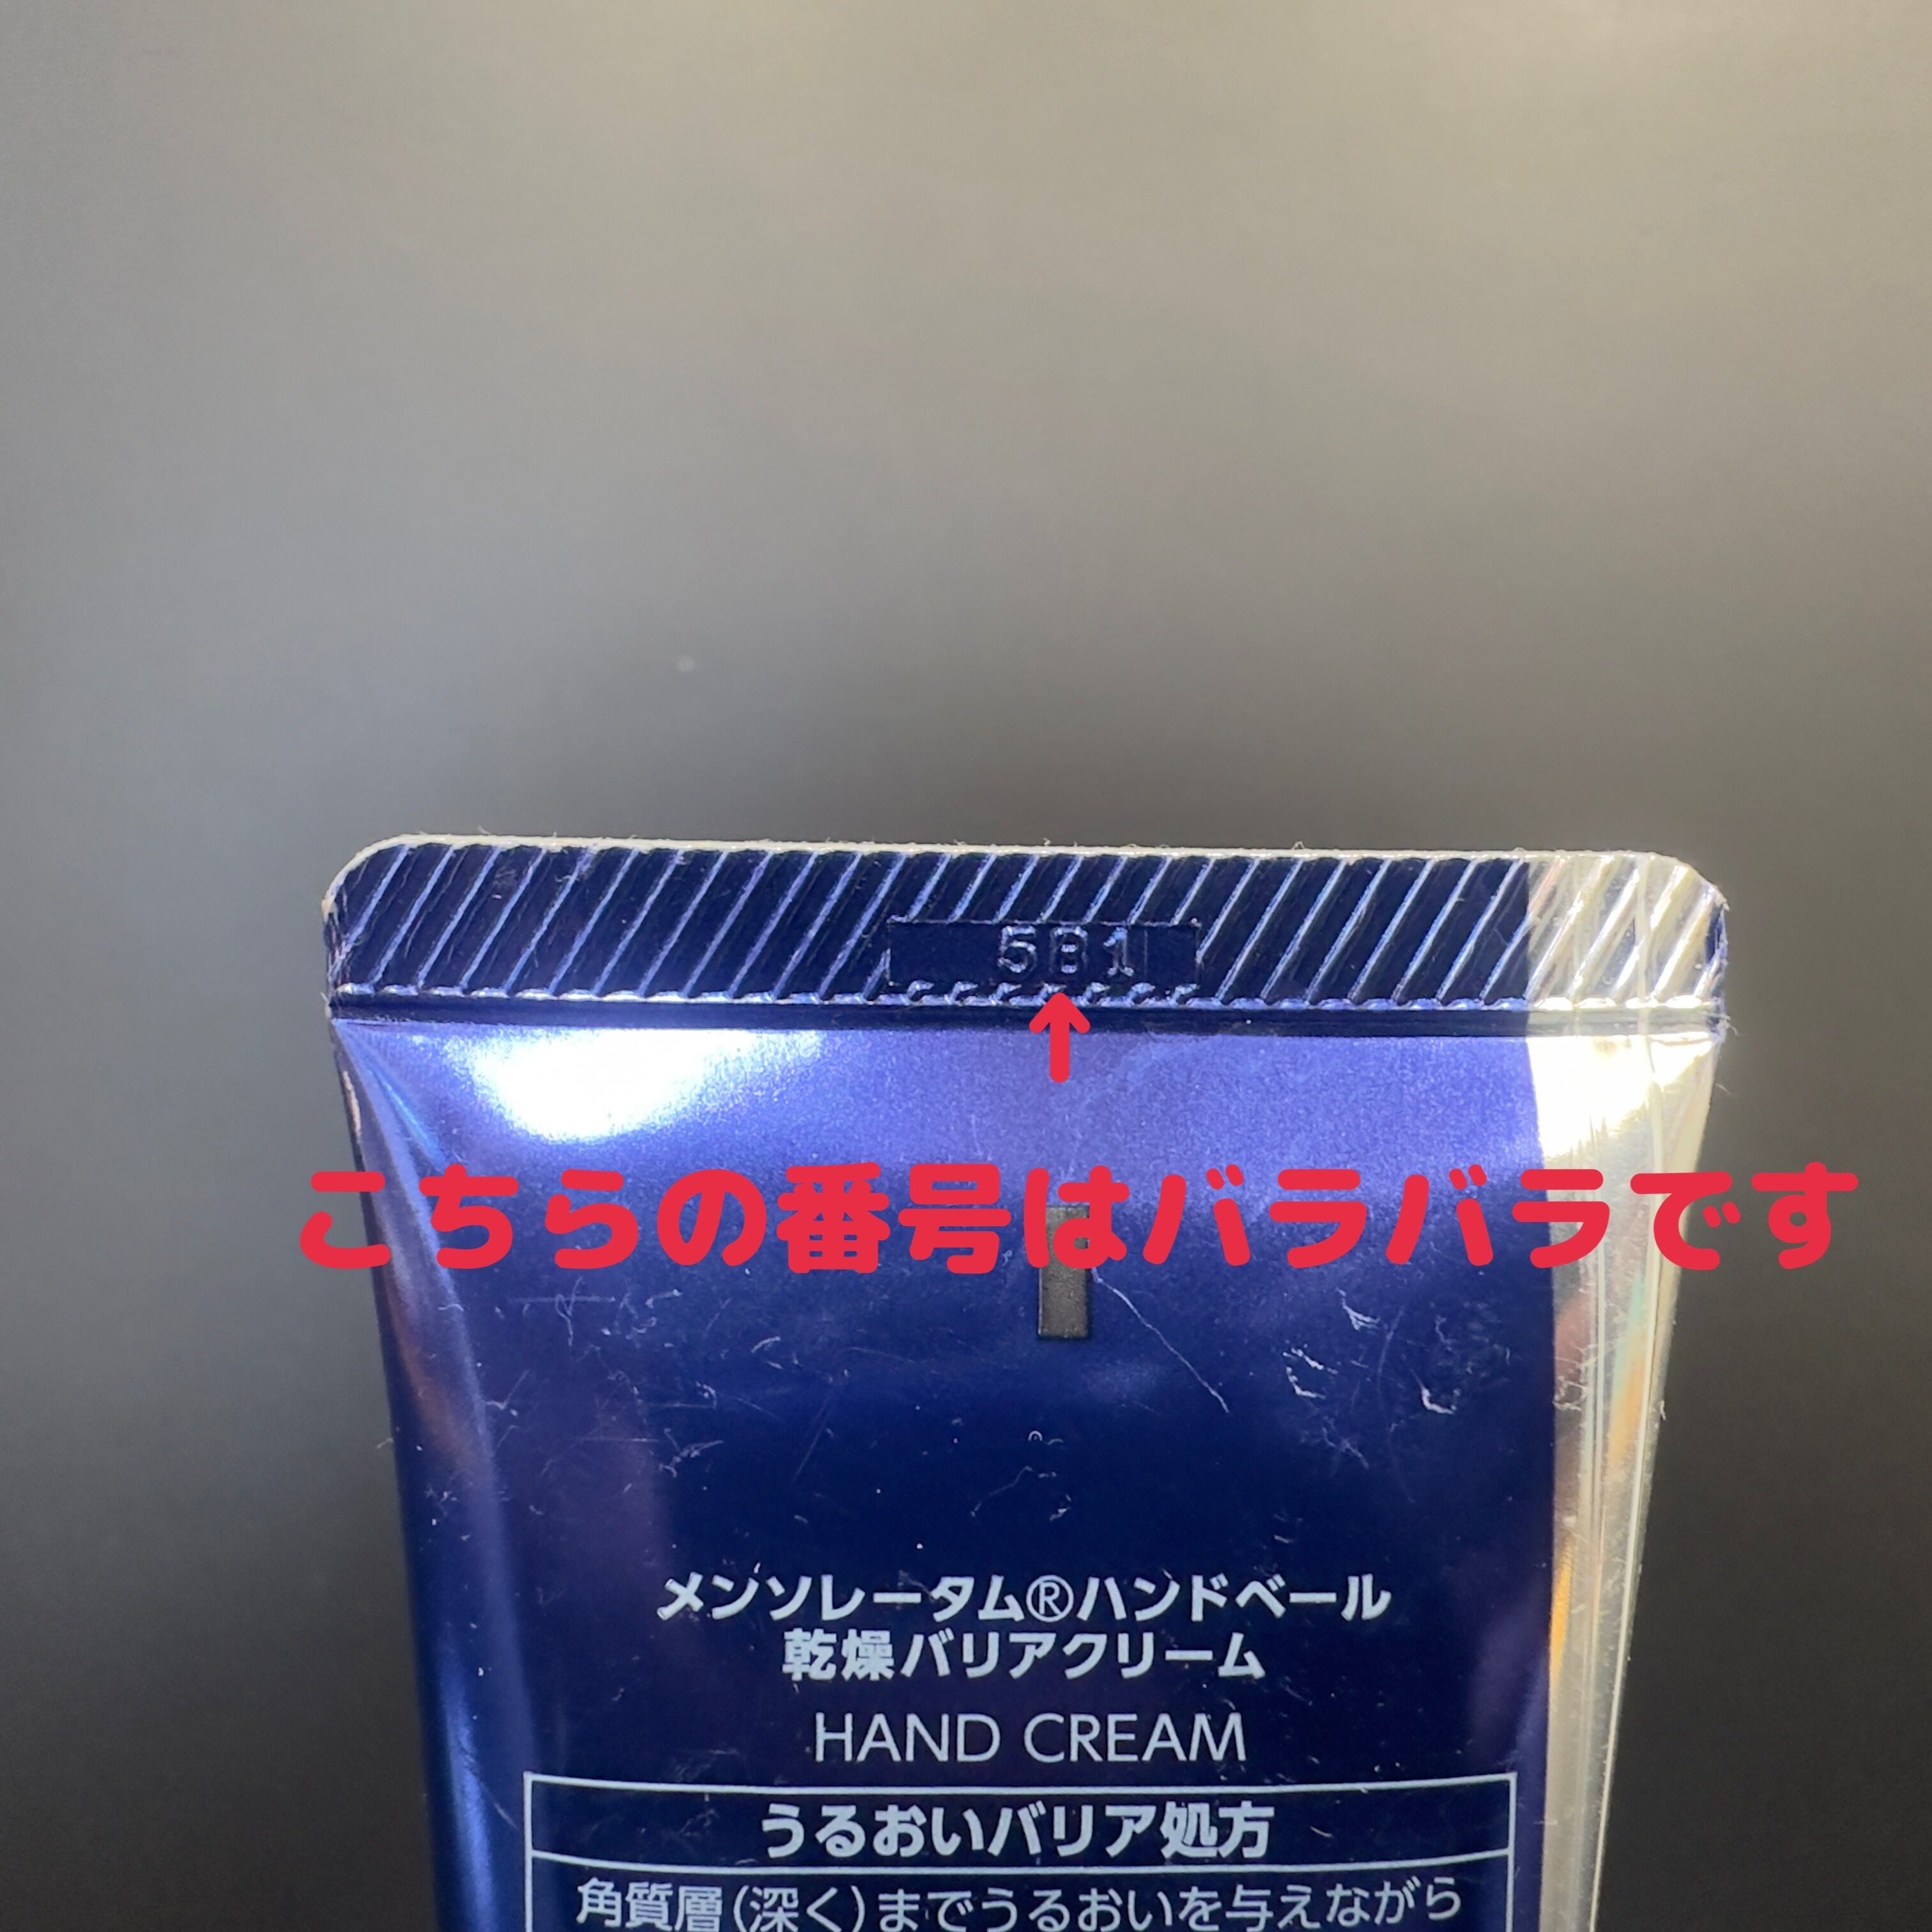 5B1
こちらの番号はバラバラです
メンソレータム®ハンドベール
乾燥バリアクリーム
HAND CREAM
うるおいバリア処方
角質層(深く)までうるおいを与えながら